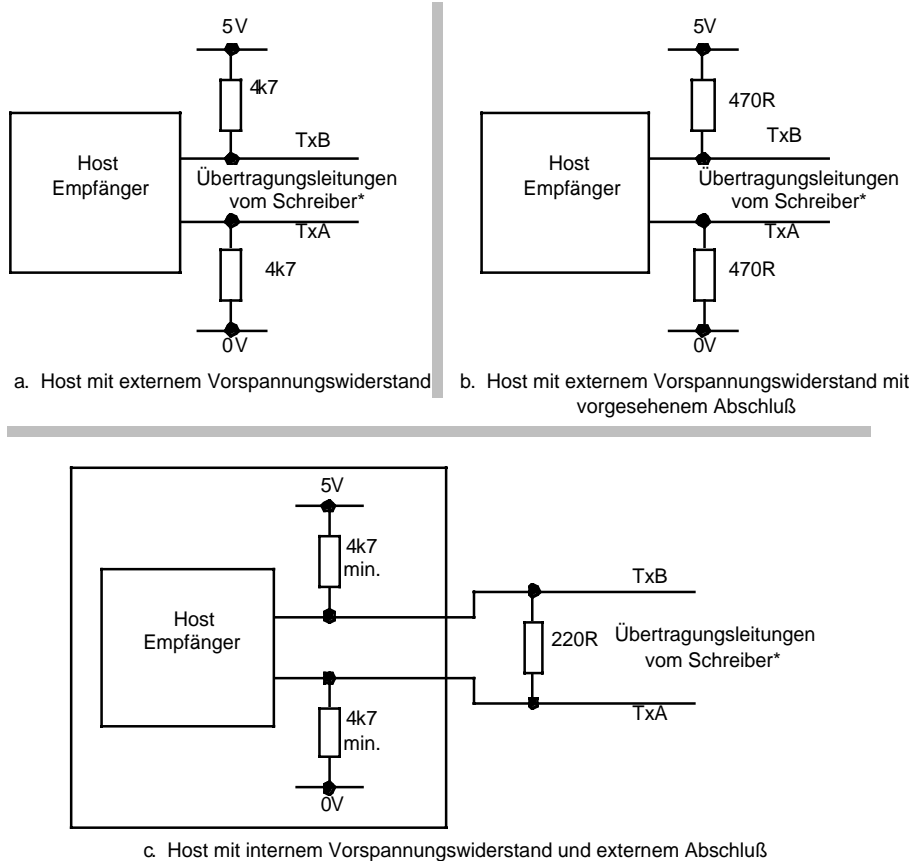 5V
4k7
TxB
Host
Empfänger
Übertragungsleitungen
vom Schreiber*
TxA
4k7
0V
a. Host mit externem Vorspannungswiderstand
5V
470R
TxB
Host
Empfänger
Übertragungsleitungen
vom Schreiber*
TxA
470R
0V
b. Host mit externem Vorspannungswiderstand mit
vorgesehenem Abschluß
5V
4k7
min.
Host
Empfänger
TxB
220R
Übertragungsleitungen
vom Schreiber*
TxA
4k7
min.
0V
c. Host mit internem Vorspannungswiderstand und externem Abschluß